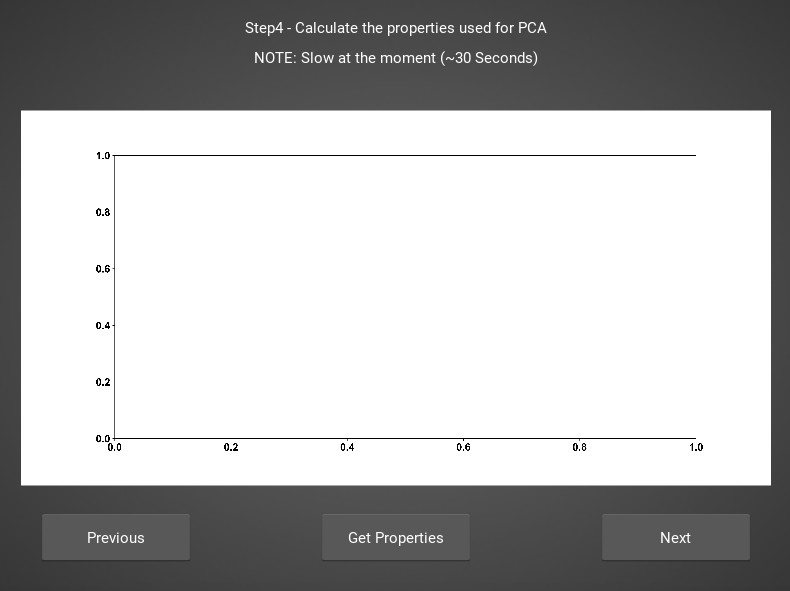 Step4 - Calculate the properties used for PCA
NOTE: Slow at the moment (~30 Seconds)
1.0
0.8
0.6
0.4
0.2
0.0
0.0 0.2 0.4 0.6 0.8 1.0
Previous Get Properties Next